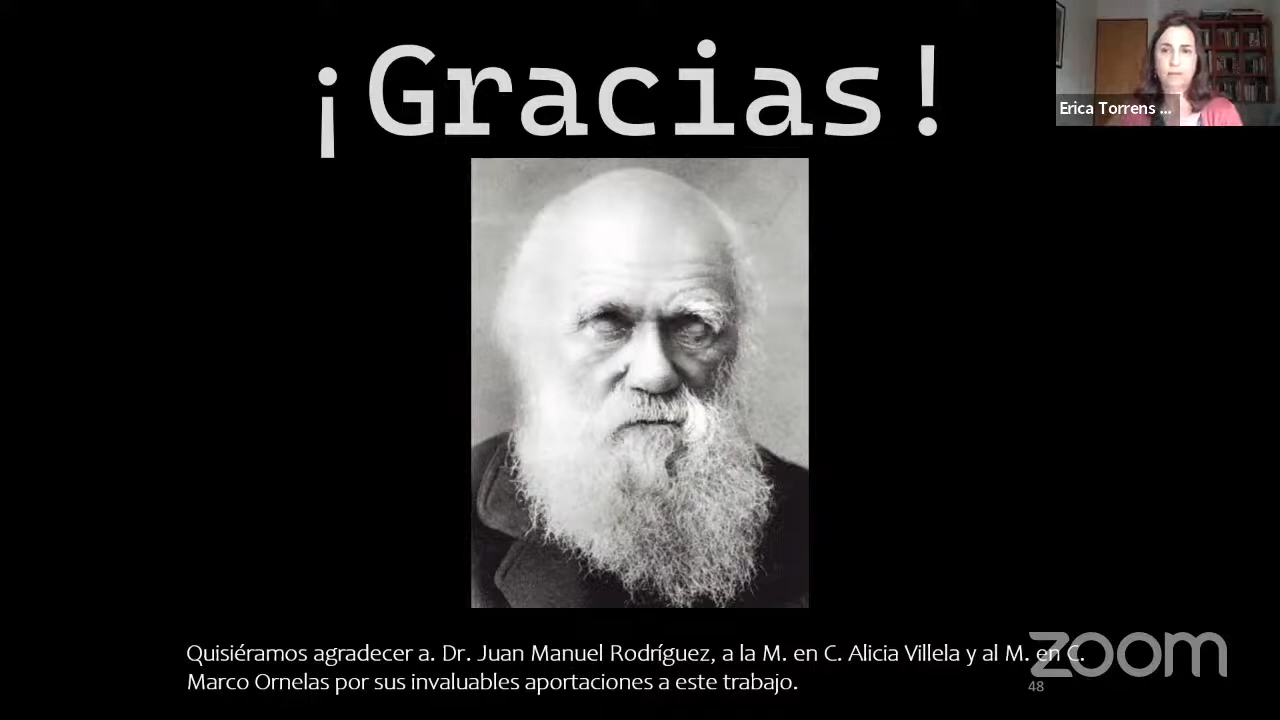 ¡Gracias!
Erica Torrens ...
Quisiéramos agradecer a. Dr. Juan Manuel Rodríguez, a la M. en C. Alicia Villela y al M. en C.
Marco Ornelas por sus invaluables aportaciones a este trabajo.
zoom
48